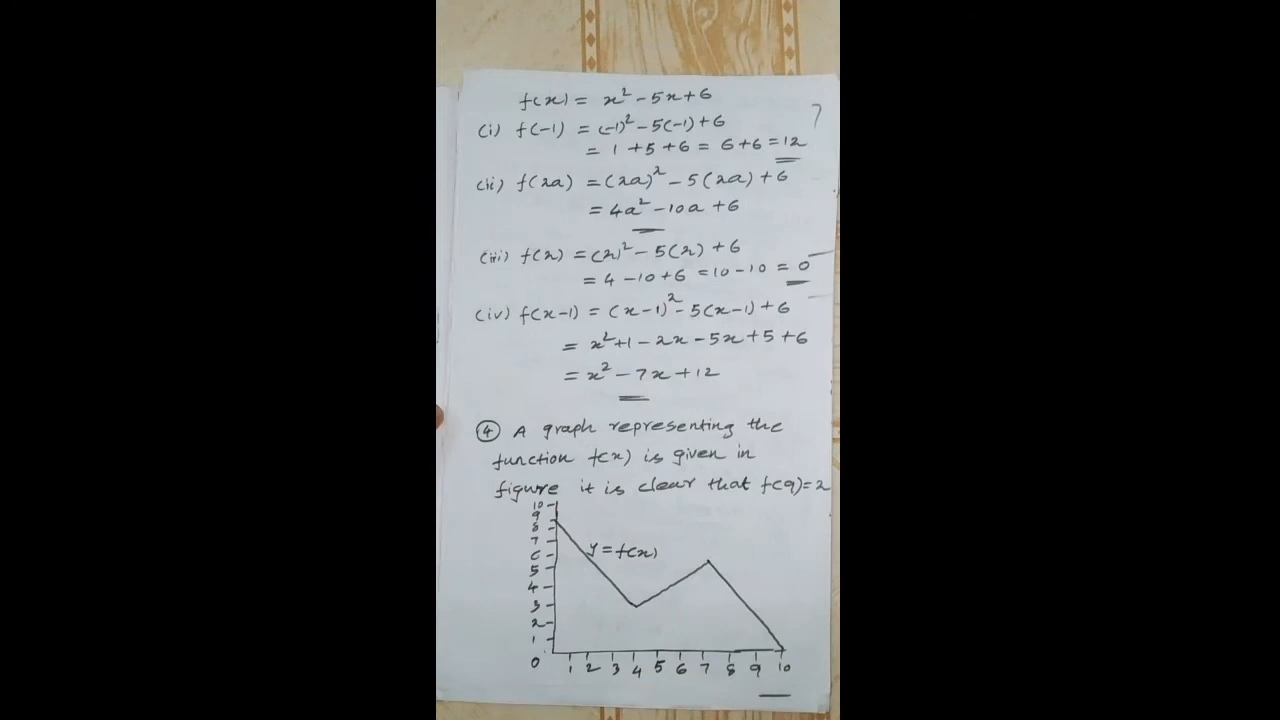 f(x) = x² - 5x + 6
7
(i) f(-1) = (-1)² - 5(-1) + 6
= 1 + 5 + 6 = 6 + 6 = 12
(ii) f(2a) = (2a)² - 5(2a) + 6
= 4a² - 10a + 6
(iii) f(2) = (2)² - 5(2) + 6
= 4 - 10 + 6 = 10 - 10 = 0
(iv) f(x-1) = (x-1)² - 5(x-1) + 6
= x² + 1 - 2x - 5x + 5 + 6
= x² - 7x + 12
④ A graph representing the
function f(x) is given in
figure it is clear that f(9)=2
10
9
8
7
6
5
4
3
2
1
0
y = f(x)
1 2 3 4 5 6 7 8 9 10